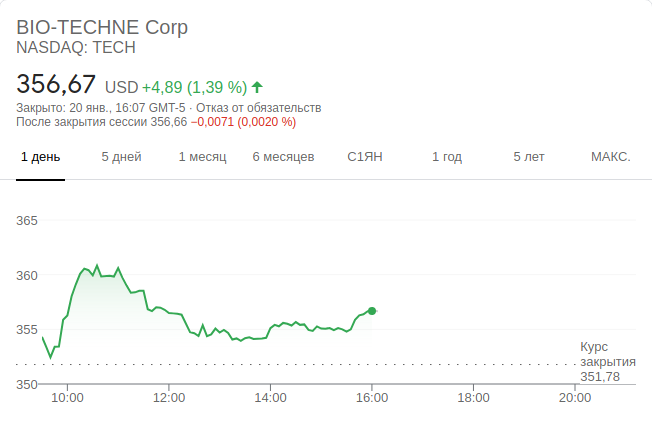 BIO-TECHNE Corp
NASDAQ: TECH
356,67 USD +4,89 (1,39 %)
Закрыто: 20 янв., 16:07 GMT-5 · Отказ от обязательств
После закрытия сессии 356,66 −0,0071 (0,0020 %)
1 день 5 дней 1 месяц 6 месяцев С1ЯН 1 год 5 лет МАКС.
365
360
355
Курс
закрытия
351,78
350
10:00 12:00 14:00 16:00 18:00 20:00